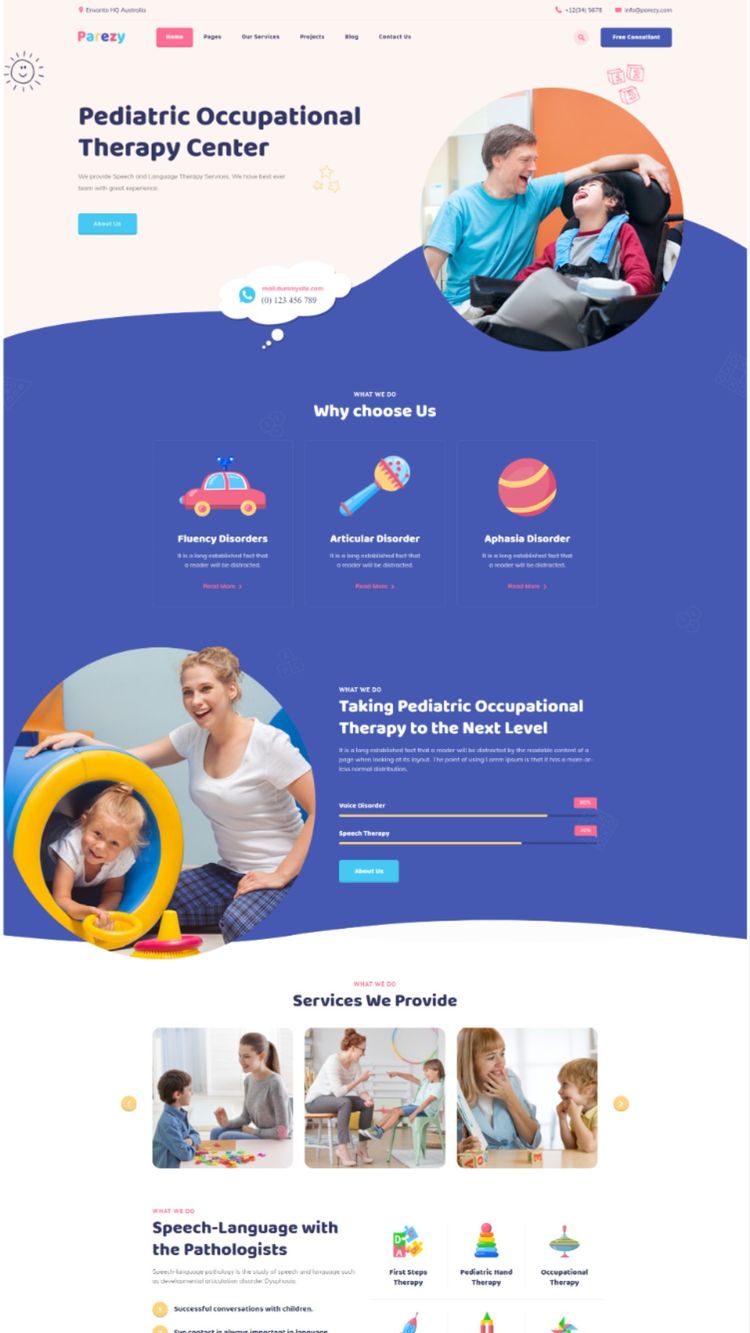 Envanto HQ Australia
+12(34) 5678
info@parezy.com
Parezy
Home
Pages
Our Services
Projects
Blog
Contact Us
Free Consultant
Pediatric Occupational
Therapy Center
We provide Speech and Language Therapy Services. We have best ever
team with great experience.
About Us
mail.dummysite.com
(0) 123 456 789
WHAT WE DO
Why choose Us
Fluency Disorders
It is a long established fact that
a reader will be distracted.
Read More
Articular Disorder
It is a long established fact that
a reader will be distracted.
Read More
Aphasia Disorder
It is a long established fact that
a reader will be distracted.
Read More
WHAT WE DO
Taking Pediatric Occupational
Therapy to the Next Level
It is a long established fact that a reader will be distracted by the readable content of a
page when looking at its layout. The point of using Lorem Ipsum is that it has a more-or-
less normal distribution.
Voice Disorder
80%
Speech Therapy
70%
About Us
WHAT WE DO
Services We Provide
WHAT WE DO
Speech-Language with
the Pathologists
Speech-language pathology is the study of speech and language such
as developmental articulation disorder Dysphasia.
Successful conversations with children.
Eye contact is always important in language
First Steps
Therapy
Pediatric Hand
Therapy
Occupational
Therapy